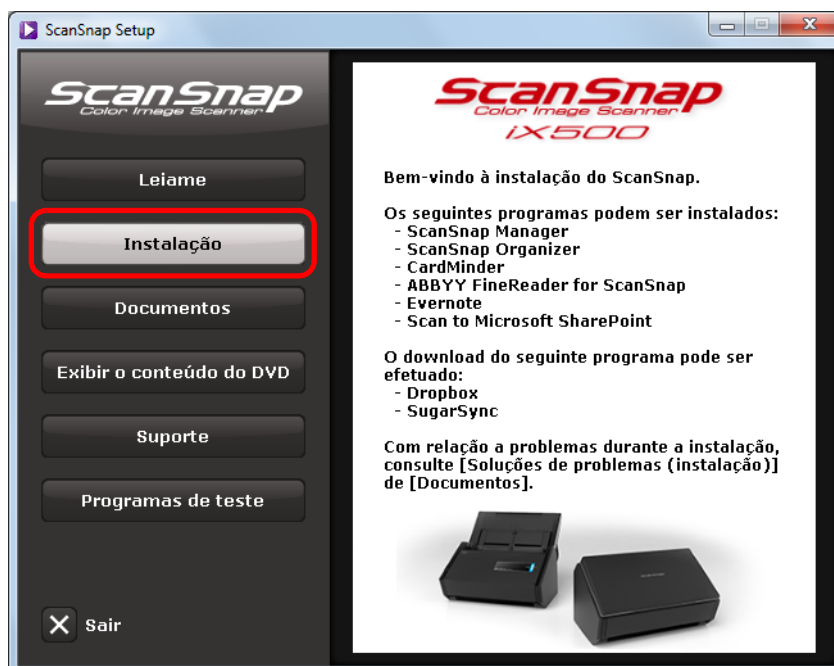 ScanSnap Setup
ScanSnap
Color Image Scanner
Leiame
Instalação
Documentos
Exibir o conteúdo do DVD
Suporte
Programas de teste
Sair
ScanSnap
Color Image Scanner
iX500
Bem-vindo à instalação do ScanSnap.
Os seguintes programas podem ser instalados:
- ScanSnap Manager
- ScanSnap Organizer
- CardMinder
- ABBYY FineReader for ScanSnap
- Evernote
- Scan to Microsoft SharePoint
O download do seguinte programa pode ser
efetuado:
- Dropbox
- SugarSync
Com relação a problemas durante a instalação,
consulte [Soluções de problemas (instalação)]
de [Documentos].